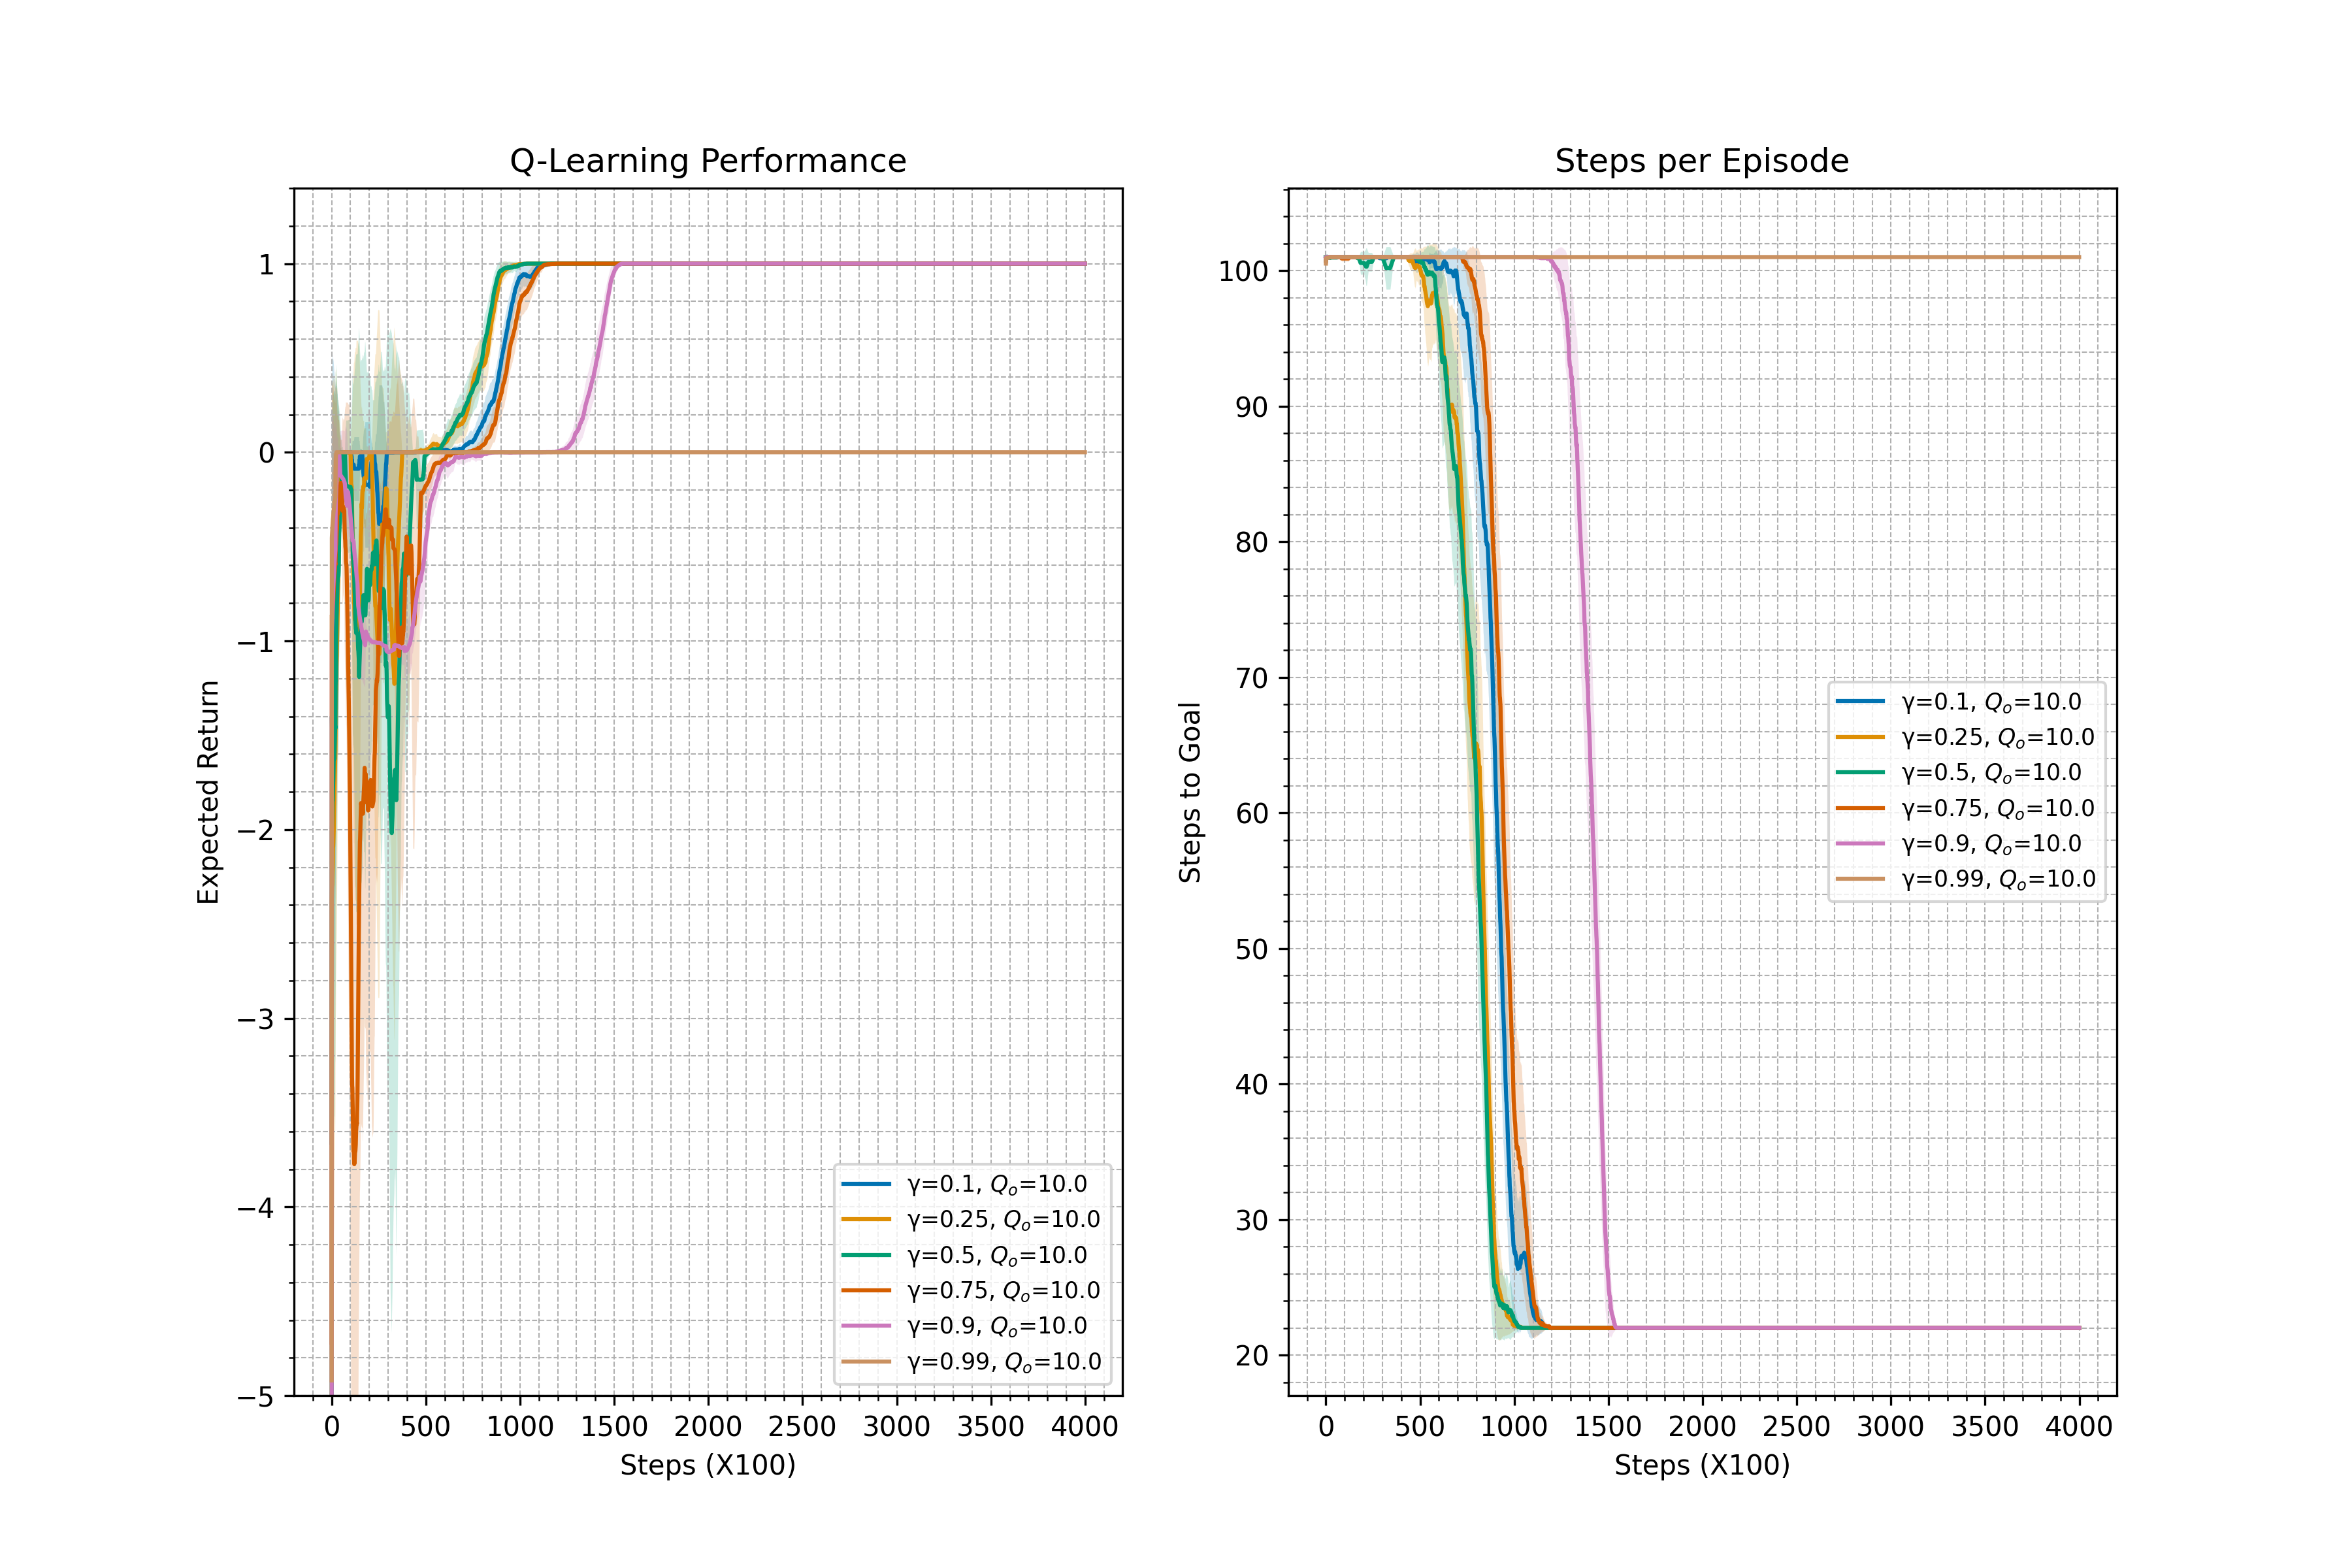 Q-Learning Performance
Expected Return
1
0
−1
−2
−3
−4
−5
0 500 1000 1500 2000 2500 3000 3500 4000
Steps (X100)
γ=0.1, Qₒ=10.0
γ=0.25, Qₒ=10.0
γ=0.5, Qₒ=10.0
γ=0.75, Qₒ=10.0
γ=0.9, Qₒ=10.0
γ=0.99, Qₒ=10.0
Steps per Episode
Steps to Goal
100
90
80
70
60
50
40
30
20
0 500 1000 1500 2000 2500 3000 3500 4000
Steps (X100)
γ=0.1, Qₒ=10.0
γ=0.25, Qₒ=10.0
γ=0.5, Qₒ=10.0
γ=0.75, Qₒ=10.0
γ=0.9, Qₒ=10.0
γ=0.99, Qₒ=10.0